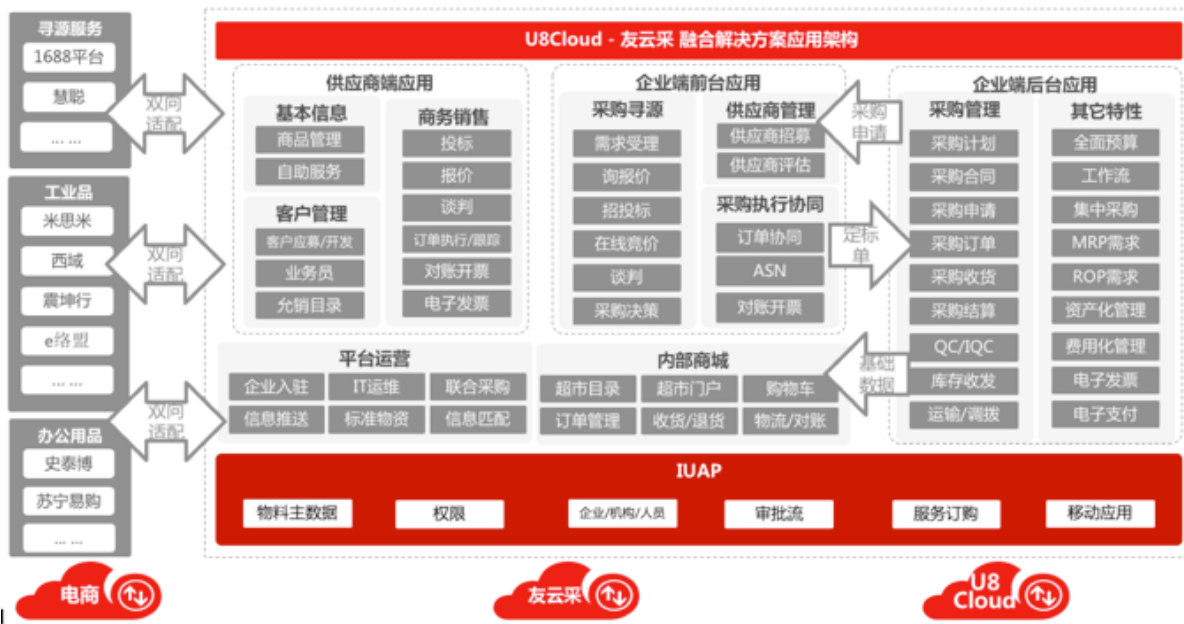 U8Cloud - 友云采 融合解决方案应用架构
寻源服务
1688平台
慧聪
... ...
工业品
米思米
西域
震坤行
e络盟
... ...
办公用品
史泰博
苏宁易购
... ...
双向
适配
双向
适配
双向
适配
供应商端应用
基本信息
商品管理
自助服务
客户管理
客户应募/开发
业务员
允销目录
商务销售
投标
报价
谈判
订单执行/跟踪
对账开票
电子发票
企业端前台应用
采购寻源
需求受理
询报价
招投标
在线竞价
谈判
采购决策
供应商管理
供应商招募
供应商评估
采购执行协同
订单协同
ASN
对账开票
采购
申请
定标
单
基础
数据
企业端后台应用
采购管理
采购计划
采购合同
采购申请
采购订单
采购收货
采购结算
QC/IQC
库存收发
运输/调拨
其它特性
全面预算
工作流
集中采购
MRP需求
ROP需求
资产化管理
费用化管理
电子发票
电子支付
平台运营
企业入驻
IT运维
联合采购
信息推送
标准物资
信息匹配
内部商城
超市目录
超市门户
购物车
订单管理
收货/退货
物流/对账
IUAP
物料主数据
权限
企业/机构/人员
审批流
服务订购
移动应用
电商
友云采
U8
Cloud